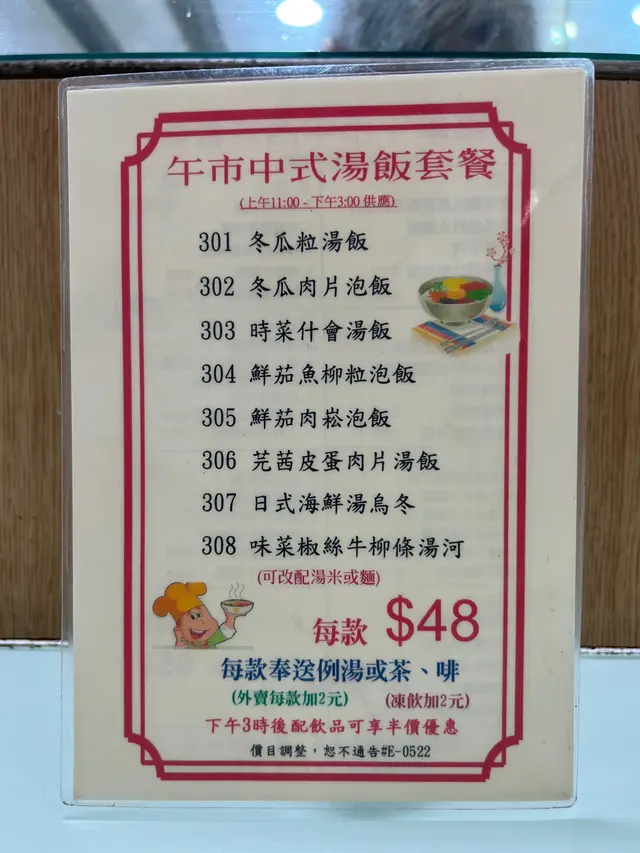 午市中式湯飯套餐
(上午11:00 - 下午3:00 供應)
301 冬瓜粒湯飯
302 冬瓜肉片泡飯
303 時菜什會湯飯
304 鮮茄魚柳粒泡飯
305 鮮茄肉崧泡飯
306 芫茜皮蛋肉片湯飯
307 日式海鮮湯烏冬
308 味菜椒絲牛柳條湯河
(可改配湯米或麵)
每款 $48
每款奉送例湯或茶、啡
(外賣每款加2元) (凍飲加2元)
下午3時後配飲品可享半價優惠
價目調整，恕不通告#E-0522